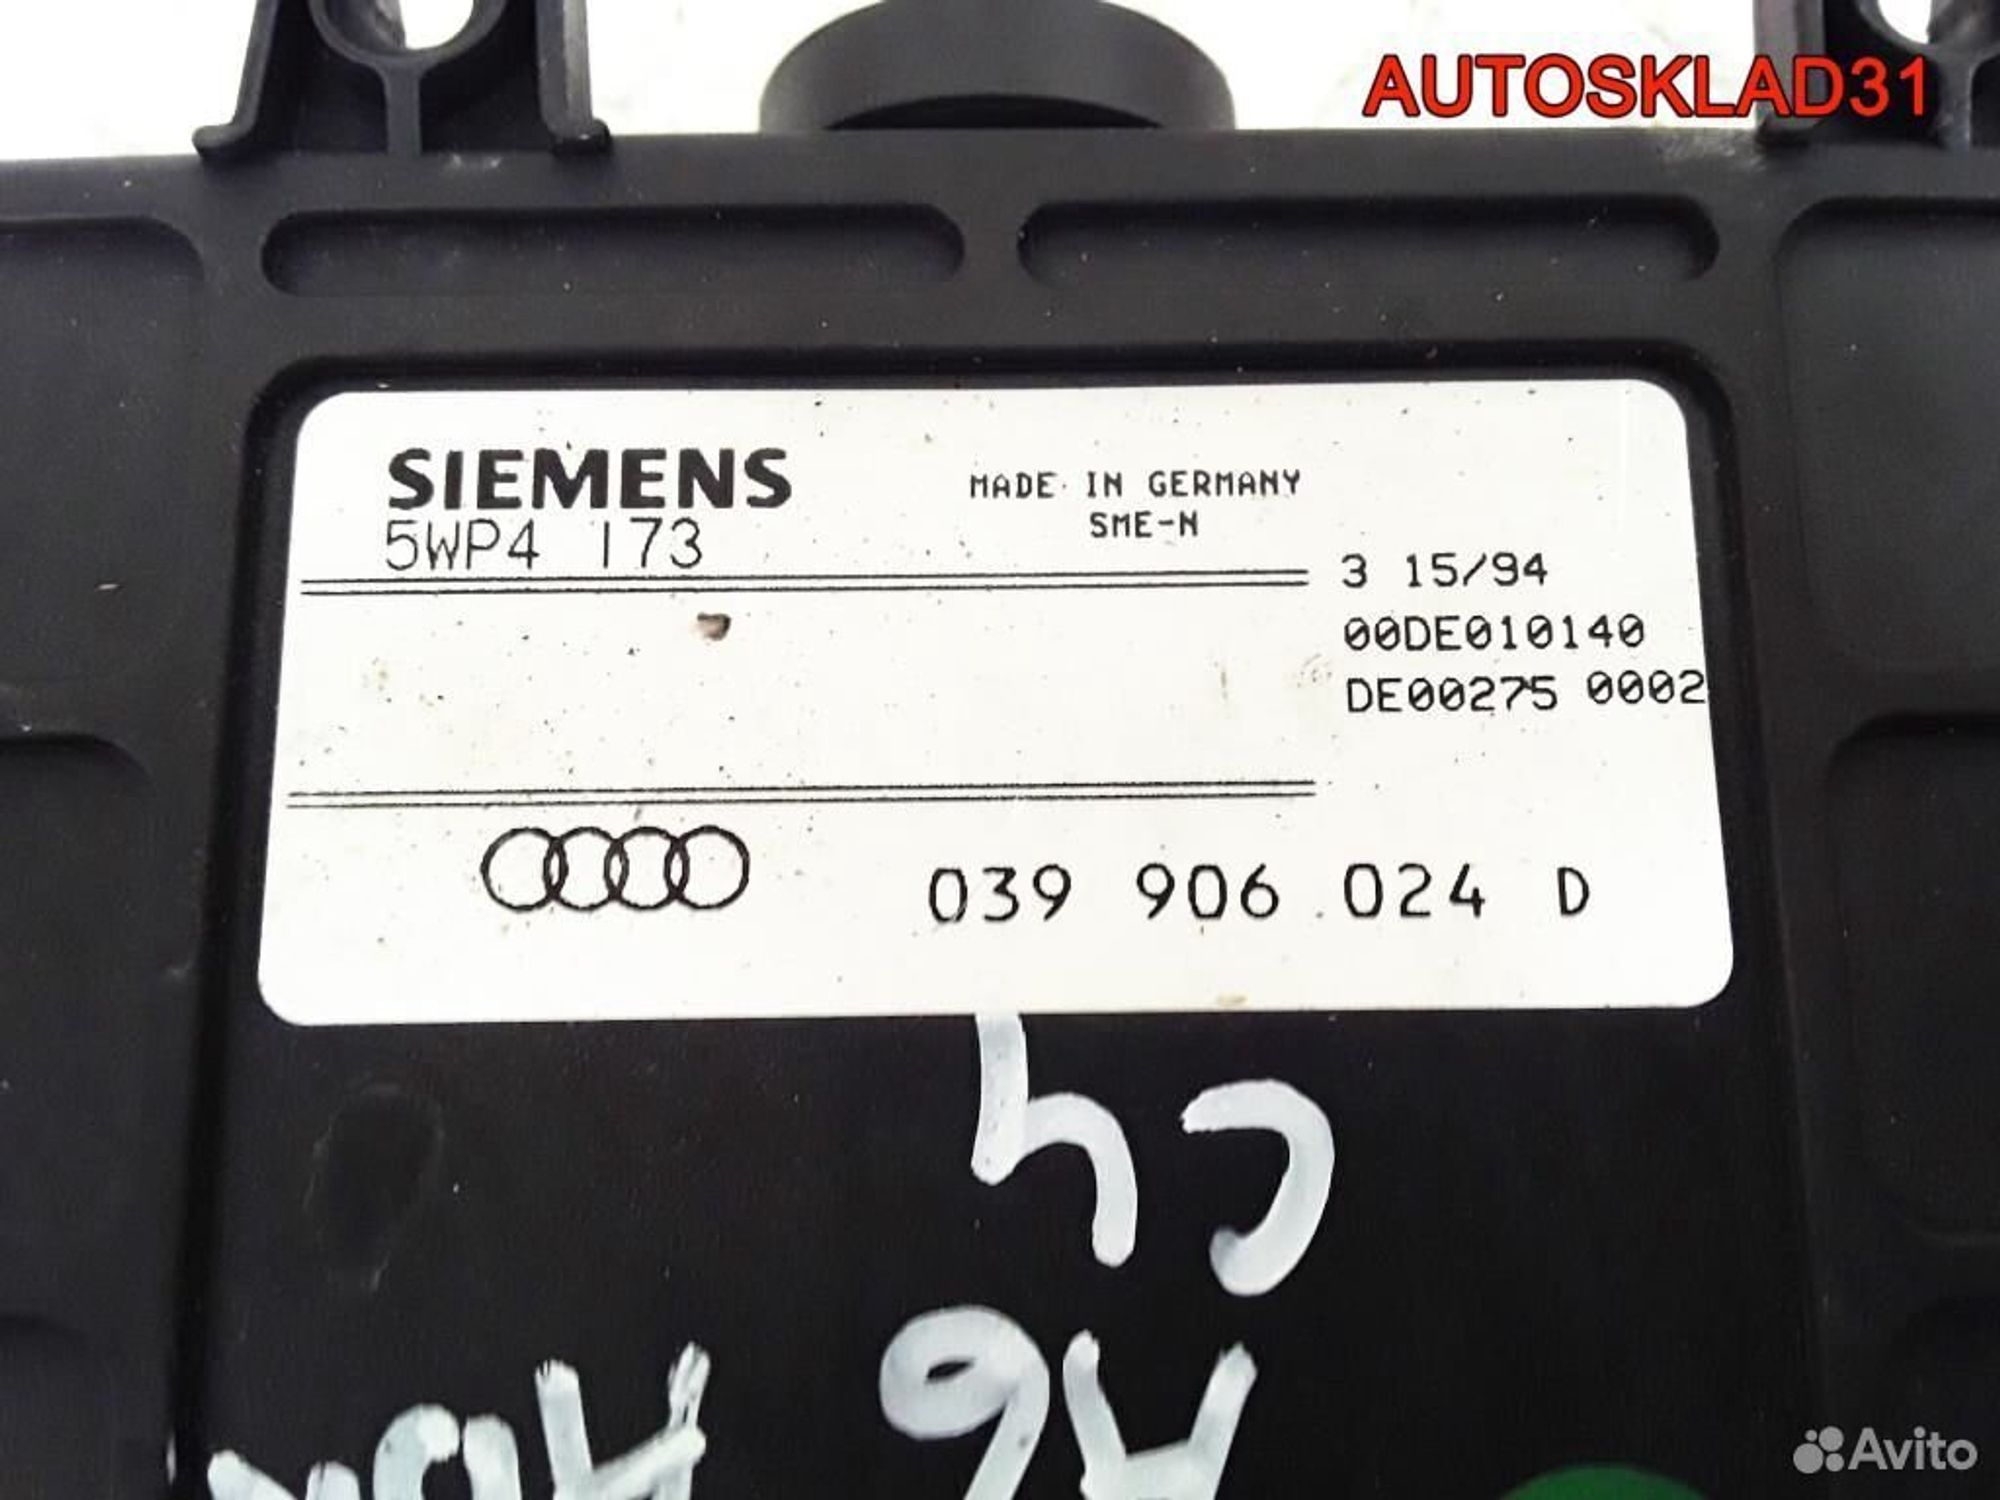 AUTOSKLAD31
SIEMENS
5WP4 173
MADE IN GERMANY
SME-N
3 15/94
00DE010140
DE00275 0002
039 906 024 D
C4
A6
Avito